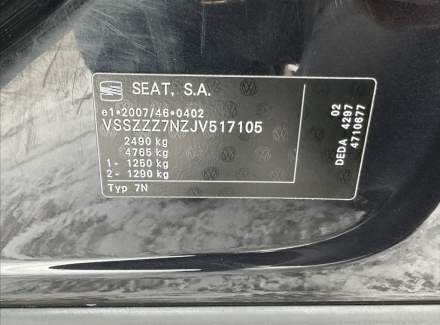 SEAT, S.A.
e1*2007/46*0402
VSSZZZ7NZJV517105
2490 kg
4765 kg
1- 1250 kg
2- 1290 kg
Typ 7N
02
DEDA 4297
4710677